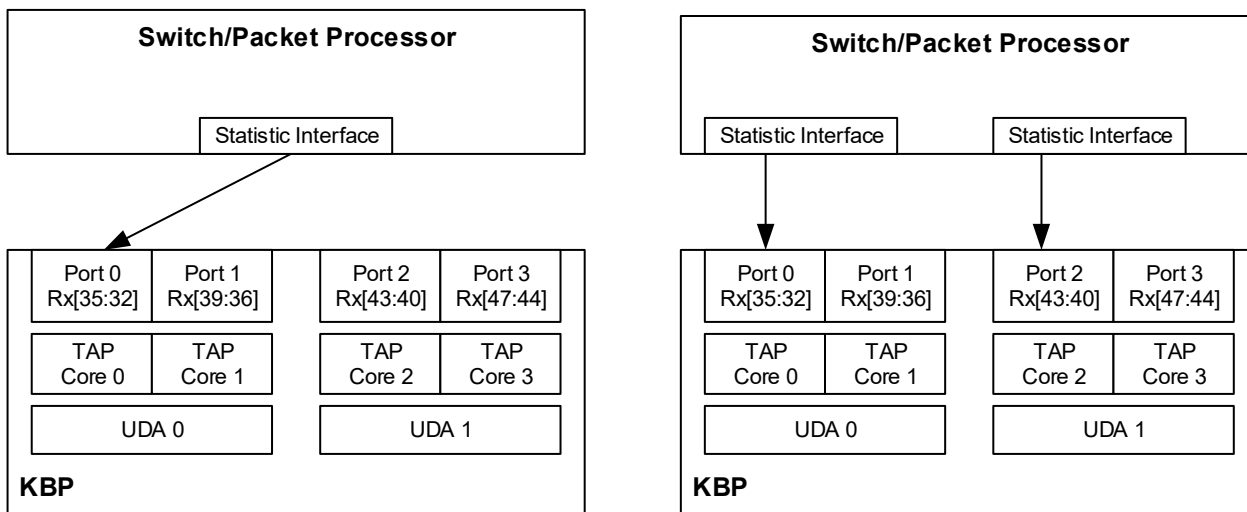 Switch/Packet Processor
Statistic Interface
Port 0
Rx[35:32]
Port 1
Rx[39:36]
Port 2
Rx[43:40]
Port 3
Rx[47:44]
TAP
Core 0
TAP
Core 1
TAP
Core 2
TAP
Core 3
UDA 0
UDA 1
KBP
Switch/Packet Processor
Statistic Interface
Statistic Interface
Port 0
Rx[35:32]
Port 1
Rx[39:36]
Port 2
Rx[43:40]
Port 3
Rx[47:44]
TAP
Core 0
TAP
Core 1
TAP
Core 2
TAP
Core 3
UDA 0
UDA 1
KBP